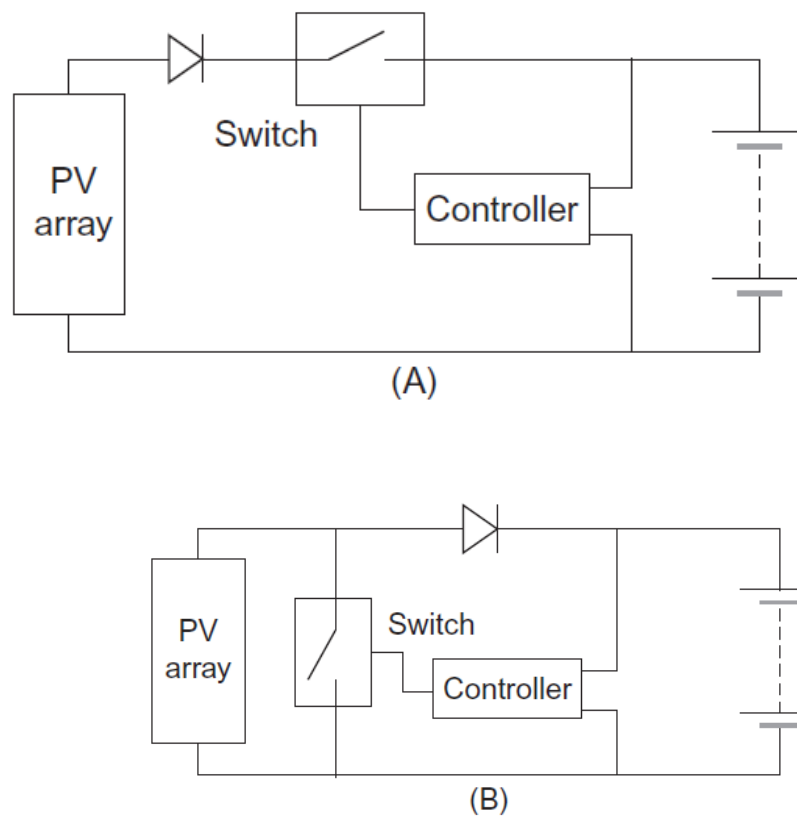 Switch
PV
array
Controller
(A)
PV
array
Switch
Controller
(B)